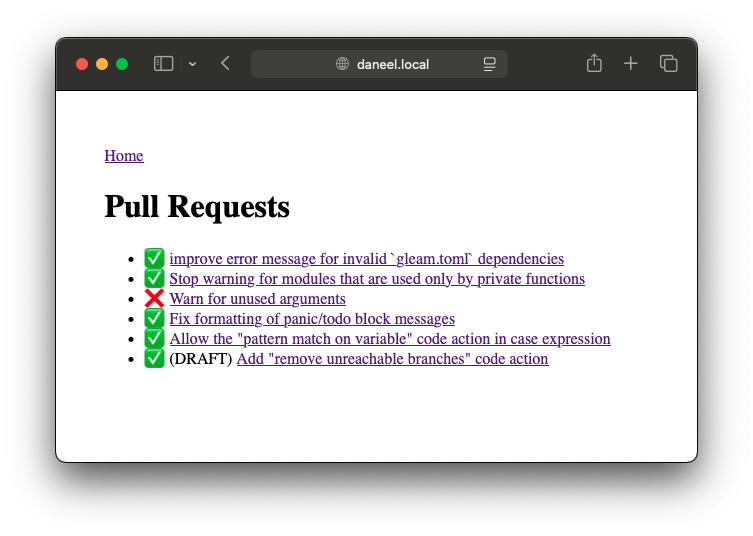 daneel.local
Home
Pull Requests
• ✅ improve error message for invalid `gleam.toml` dependencies
• ✅ Stop warning for modules that are used only by private functions
• ❌ Warn for unused arguments
• ✅ Fix formatting of panic/todo block messages
• ✅ Allow the "pattern match on variable" code action in case expression
• ✅ (DRAFT) Add "remove unreachable branches" code action